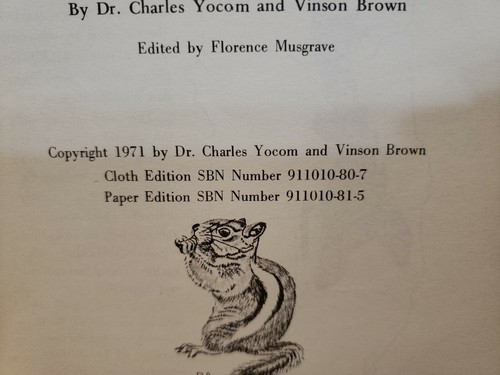 By Dr. Charles Yocom and Vinson Brown
Edited by Florence Musgrave
Copyright 1971 by Dr. Charles Yocom and Vinson Brown
Cloth Edition SBN Number 911010-80-7
Paper Edition SBN Number 911010-81-5